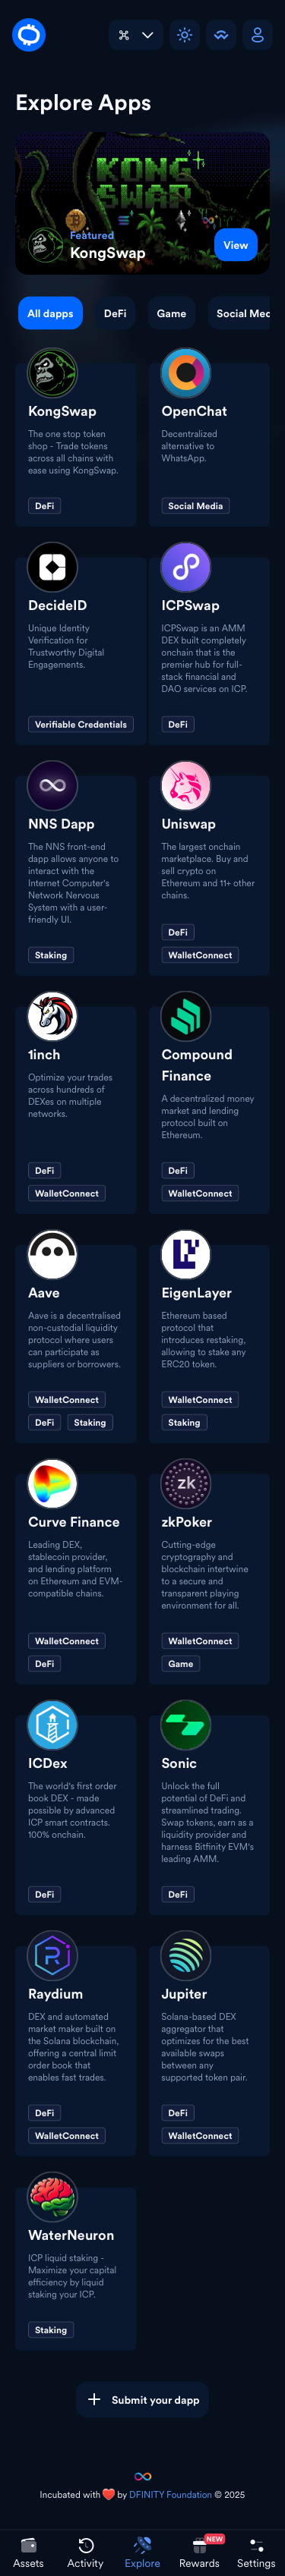 Explore Apps
KONG
SWAP
Featured
KongSwap
View
All dapps
DeFi
Game
Social Med
KongSwap
The one stop token
shop - Trade tokens
across all chains with
ease using KongSwap.
DeFi
OpenChat
Decentralized
alternative to
WhatsApp.
Social Media
DecideID
Unique Identity
Verification for
Trustworthy Digital
Engagements.
Verifiable Credentials
ICPSwap
ICPSwap is an AMM
DEX built completely
onchain that is the
premier hub for full-
stack financial and
DAO services on ICP.
DeFi
NNS Dapp
The NNS front-end
dapp allows anyone to
interact with the
Internet Computer's
Network Nervous
System with a user-
friendly UI.
Staking
Uniswap
The largest onchain
marketplace. Buy and
sell crypto on
Ethereum and 11+ other
chains.
DeFi
WalletConnect
1inch
Optimize your trades
across hundreds of
DEXes on multiple
networks.
DeFi
WalletConnect
Compound
Finance
A decentralized money
market and lending
protocol built on
Ethereum.
DeFi
WalletConnect
Aave
Aave is a decentralised
non-custodial liquidity
protocol where users
can participate as
suppliers or borrowers.
WalletConnect
DeFi Staking
EigenLayer
Ethereum based
protocol that
introduces restaking,
allowing to stake any
ERC20 token.
WalletConnect
Staking
Curve Finance
Leading DEX,
stablecoin provider,
and lending platform
on Ethereum and EVM-
compatible chains.
WalletConnect
DeFi
zk
zkPoker
Cutting-edge
cryptography and
blockchain intertwine
to a secure and
transparent playing
environment for all.
WalletConnect
Game
ICDex
The world's first order
book DEX - made
possible by advanced
ICP smart contracts.
100% onchain.
DeFi
Sonic
Unlock the full
potential of DeFi and
streamlined trading.
Swap tokens, earn as a
liquidity provider and
harness Bitfinity EVM's
leading AMM.
DeFi
Raydium
DEX and automated
market maker built on
the Solana blockchain,
offering a central limit
order book that
enables fast trades.
DeFi
WalletConnect
Jupiter
Solana-based DEX
aggregator that
optimizes for the best
available swaps
between any
supported token pair.
DeFi
WalletConnect
WaterNeuron
ICP liquid staking -
Maximize your capital
efficiency by liquid
staking your ICP.
Staking
Submit your dapp
Incubated with ❤️ by DFINITY Foundation © 2025
NEW
Assets
Activity
Explore
Rewards
Settings